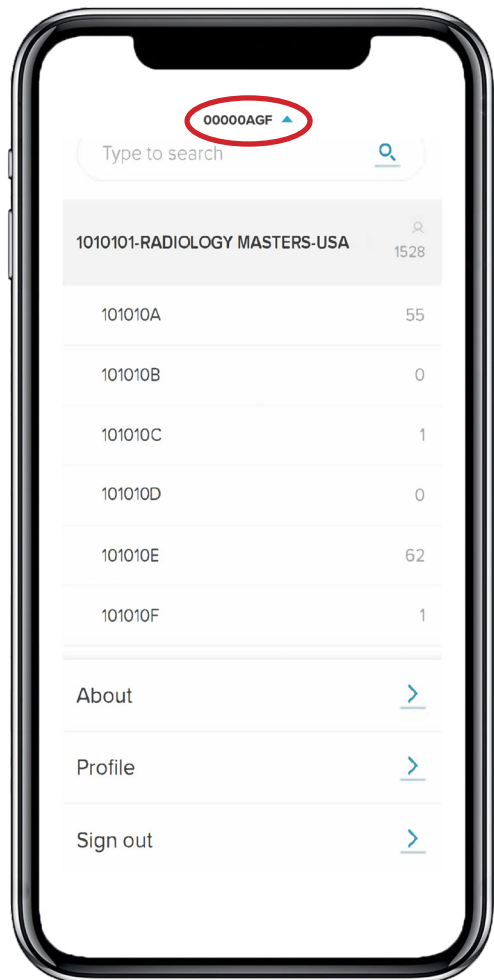 00000AGF
Type to search
1010101-RADIOLOGY MASTERS-USA 1528
101010A 55
101010B 0
101010C 1
101010D 0
101010E 62
101010F 1
About
Profile
Sign out